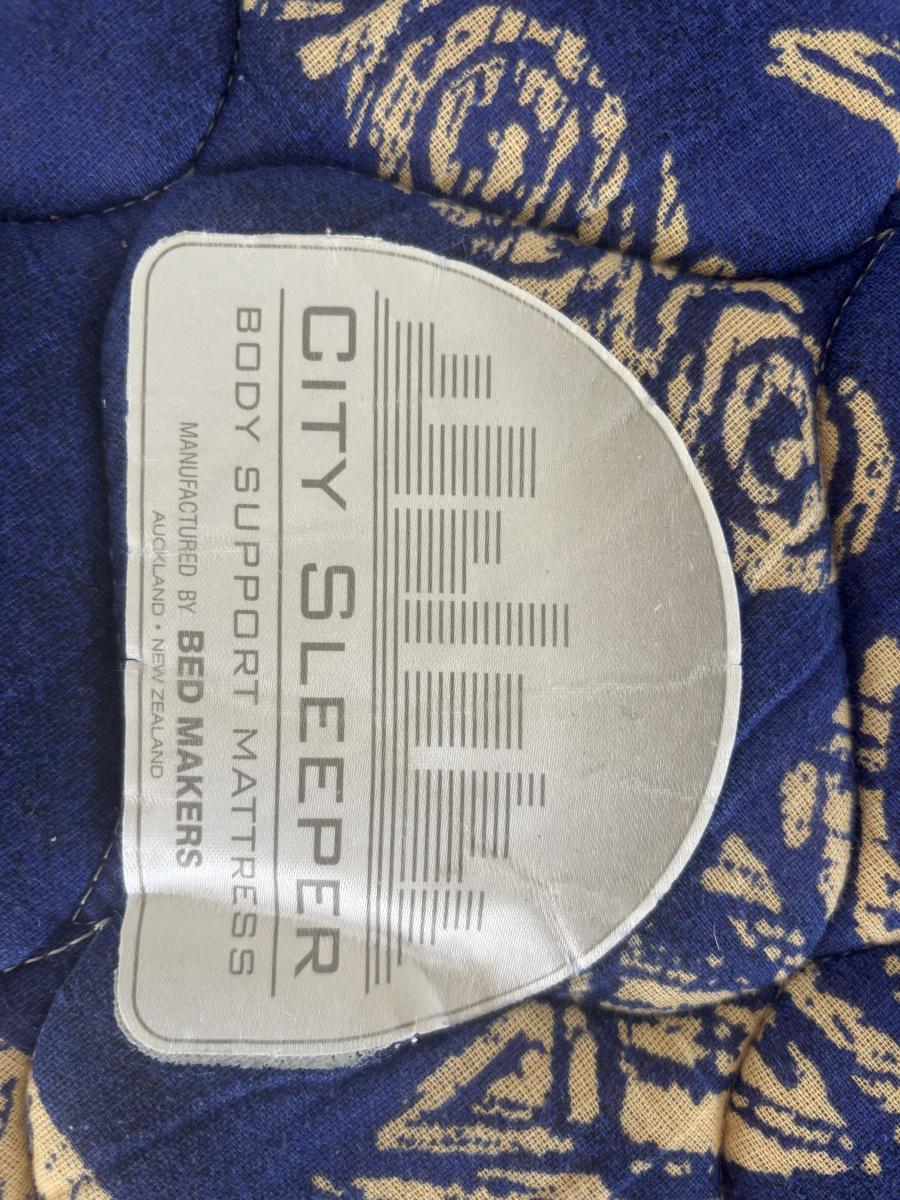 CITY SLEEPER
BODY SUPPORT MATTRESS
MANUFACTURED BY BED MAKERS
AUCKLAND • NEW ZEALAND